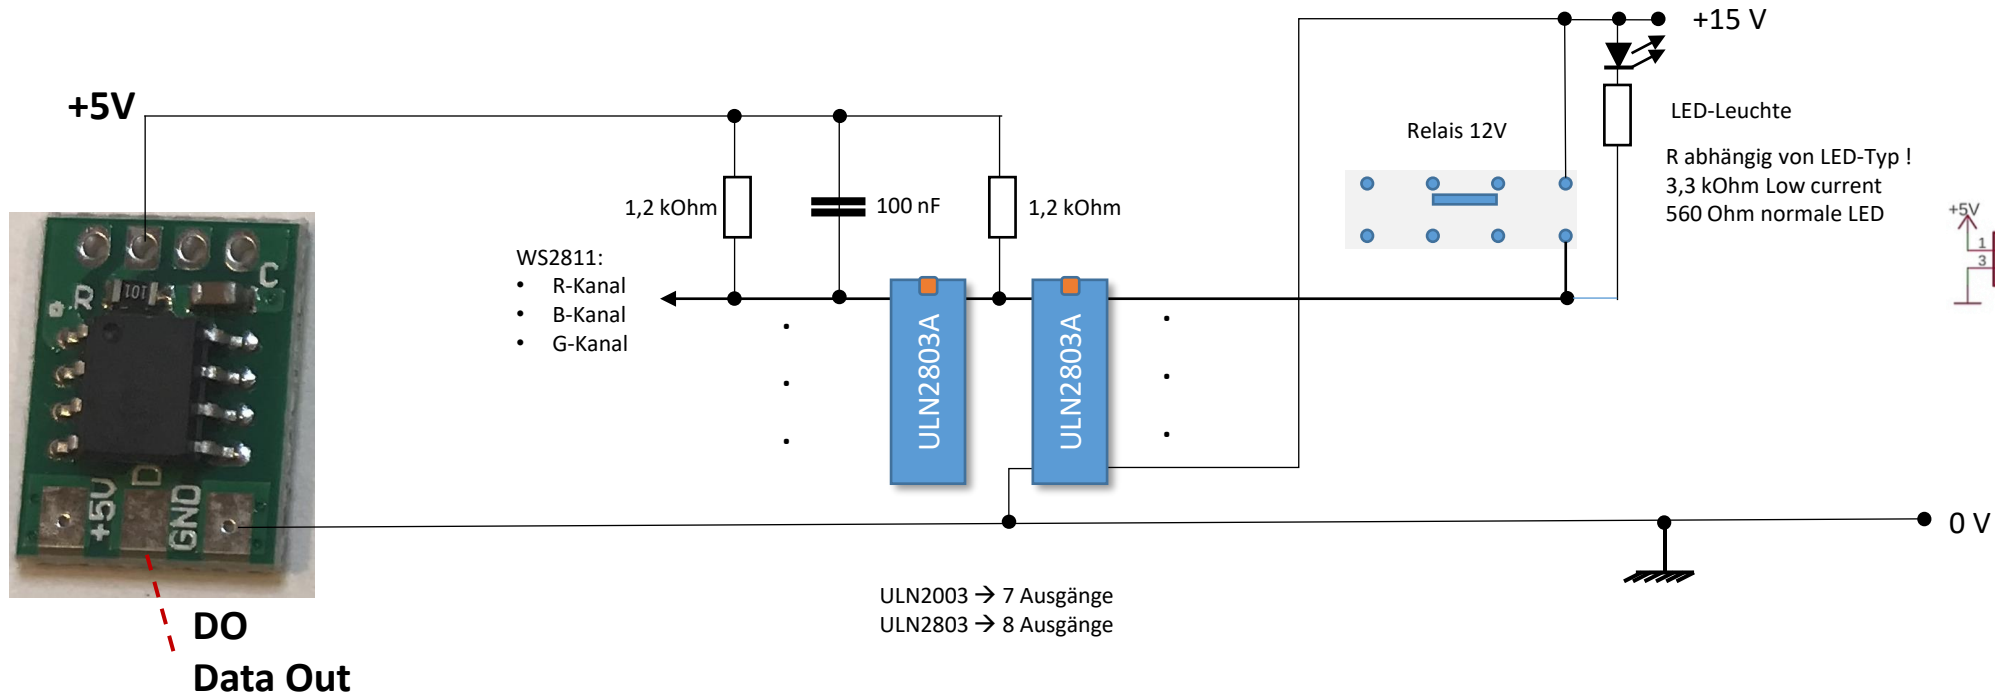 +15 V
+5V
LED-Leuchte
Relais 12V
R abhängig von LED-Typ !
3,3 kOhm Low current
560 Ohm normale LED
1,2 kOhm
100 nF
1,2 kOhm
+5V
1
3
WS2811:
• R-Kanal
• B-Kanal
• G-Kanal
C
R
101
ULN2803A
ULN2803A
D
+5V
GND
0 V
ULN2003 → 7 Ausgänge
ULN2803 → 8 Ausgänge
DO
Data Out